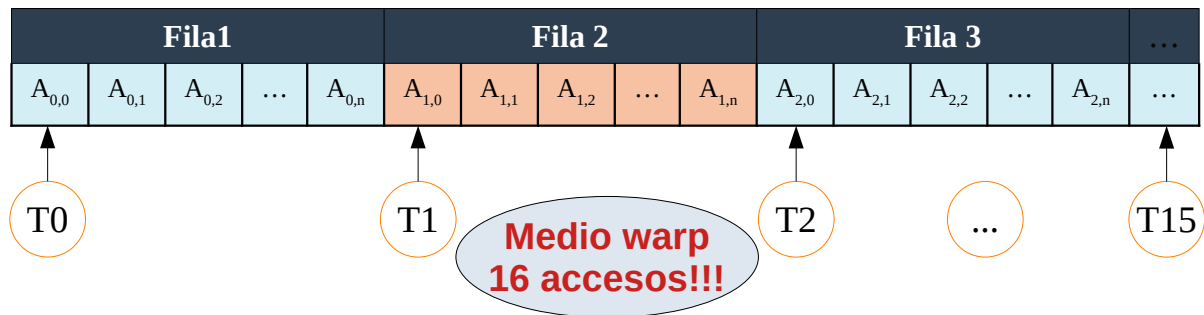 Fila1 Fila 2 Fila 3 ...
A0,0 A0,1 A0,2 ... A0,n A1,0 A1,1 A1,2 ... A1,n A2,0 A2,1 A2,2 ... A2,n ...
T0 T1 T2 ... T15
Medio warp
16 accesos!!!